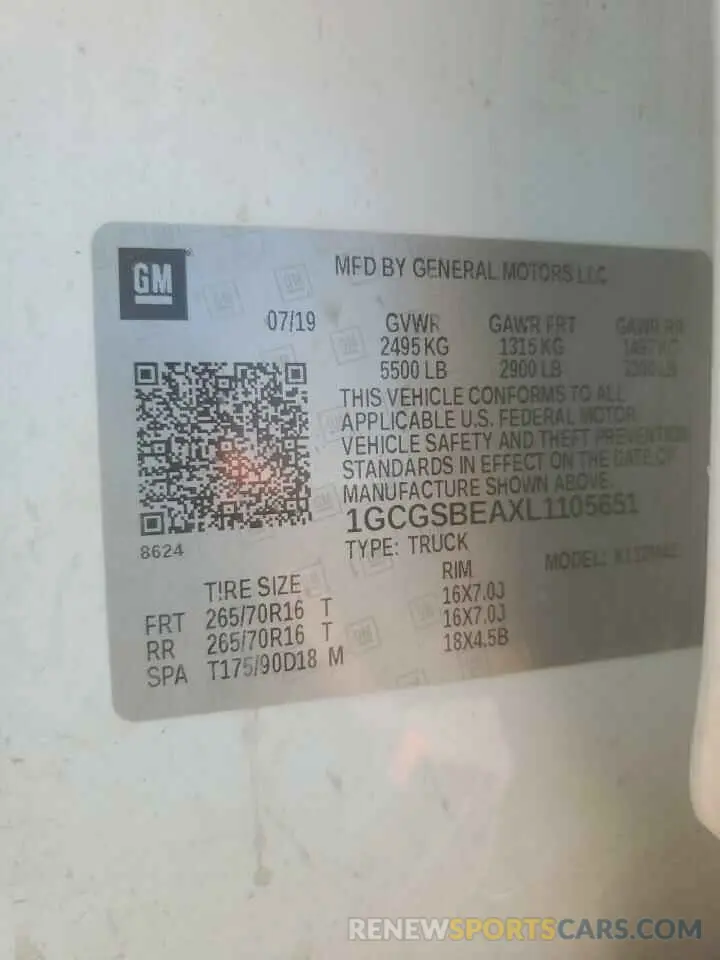 GM
MFD BY GENERAL MOTORS LLC
07/19 GVWR GAWR FRT GAWR RR
2495 KG 1315 KG
5500 LB 2900 LB
THIS VEHICLE CONFORMS TO ALL
APPLICABLE U.S. FEDERAL MOTOR
VEHICLE SAFETY AND THEFT PREVENTION
STANDARDS IN EFFECT ON THE DATE OF
MANUFACTURE SHOWN ABOVE.
1GCGSBEAXL1105651
8624
TYPE: TRUCK MODEL:
TIRE SIZE RIM
FRT 265/70R16 T 16X7.0J
RR 265/70R16 T 16X7.0J
SPA T175/90D18 M 18X4.5B
RENEWSPORTSCARS.COM